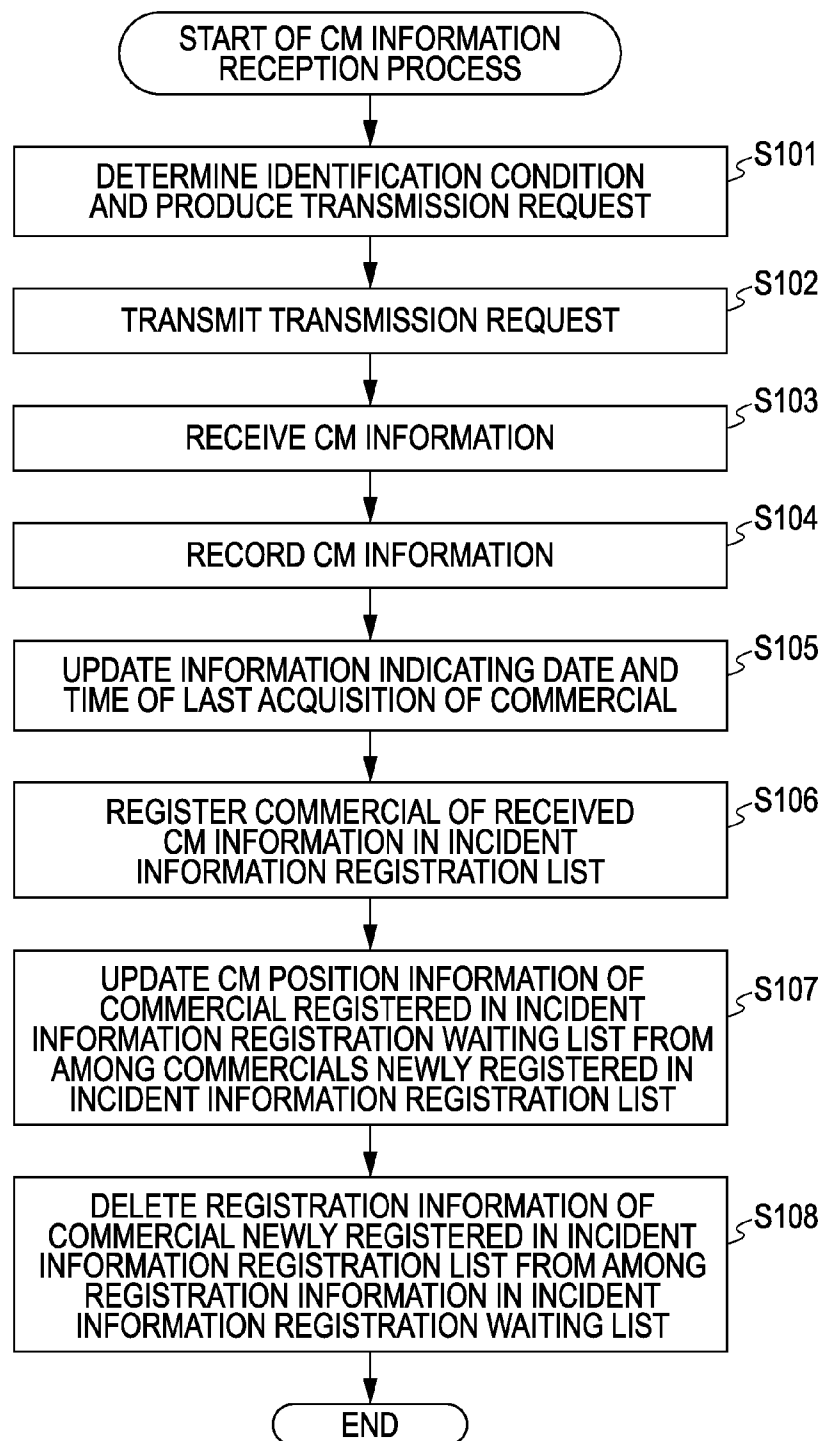 START OF CM INFORMATION
RECEPTION PROCESS
S101
DETERMINE IDENTIFICATION CONDITION
AND PRODUCE TRANSMISSION REQUEST
S102
TRANSMIT TRANSMISSION REQUEST
S103
RECEIVE CM INFORMATION
S104
RECORD CM INFORMATION
S105
UPDATE INFORMATION INDICATING DATE AND
TIME OF LAST ACQUISITION OF COMMERCIAL
S106
REGISTER COMMERCIAL OF RECEIVED
CM INFORMATION IN INCIDENT
INFORMATION REGISTRATION LIST
S107
UPDATE CM POSITION INFORMATION OF
COMMERCIAL REGISTERED IN INCIDENT
INFORMATION REGISTRATION WAITING LIST FROM
AMONG COMMERCIALS NEWLY REGISTERED IN
INCIDENT INFORMATION REGISTRATION LIST
S108
DELETE REGISTRATION INFORMATION OF
COMMERCIAL NEWLY REGISTERED IN INCIDENT
INFORMATION REGISTRATION LIST FROM AMONG
REGISTRATION INFORMATION IN INCIDENT
INFORMATION REGISTRATION WAITING LIST
END